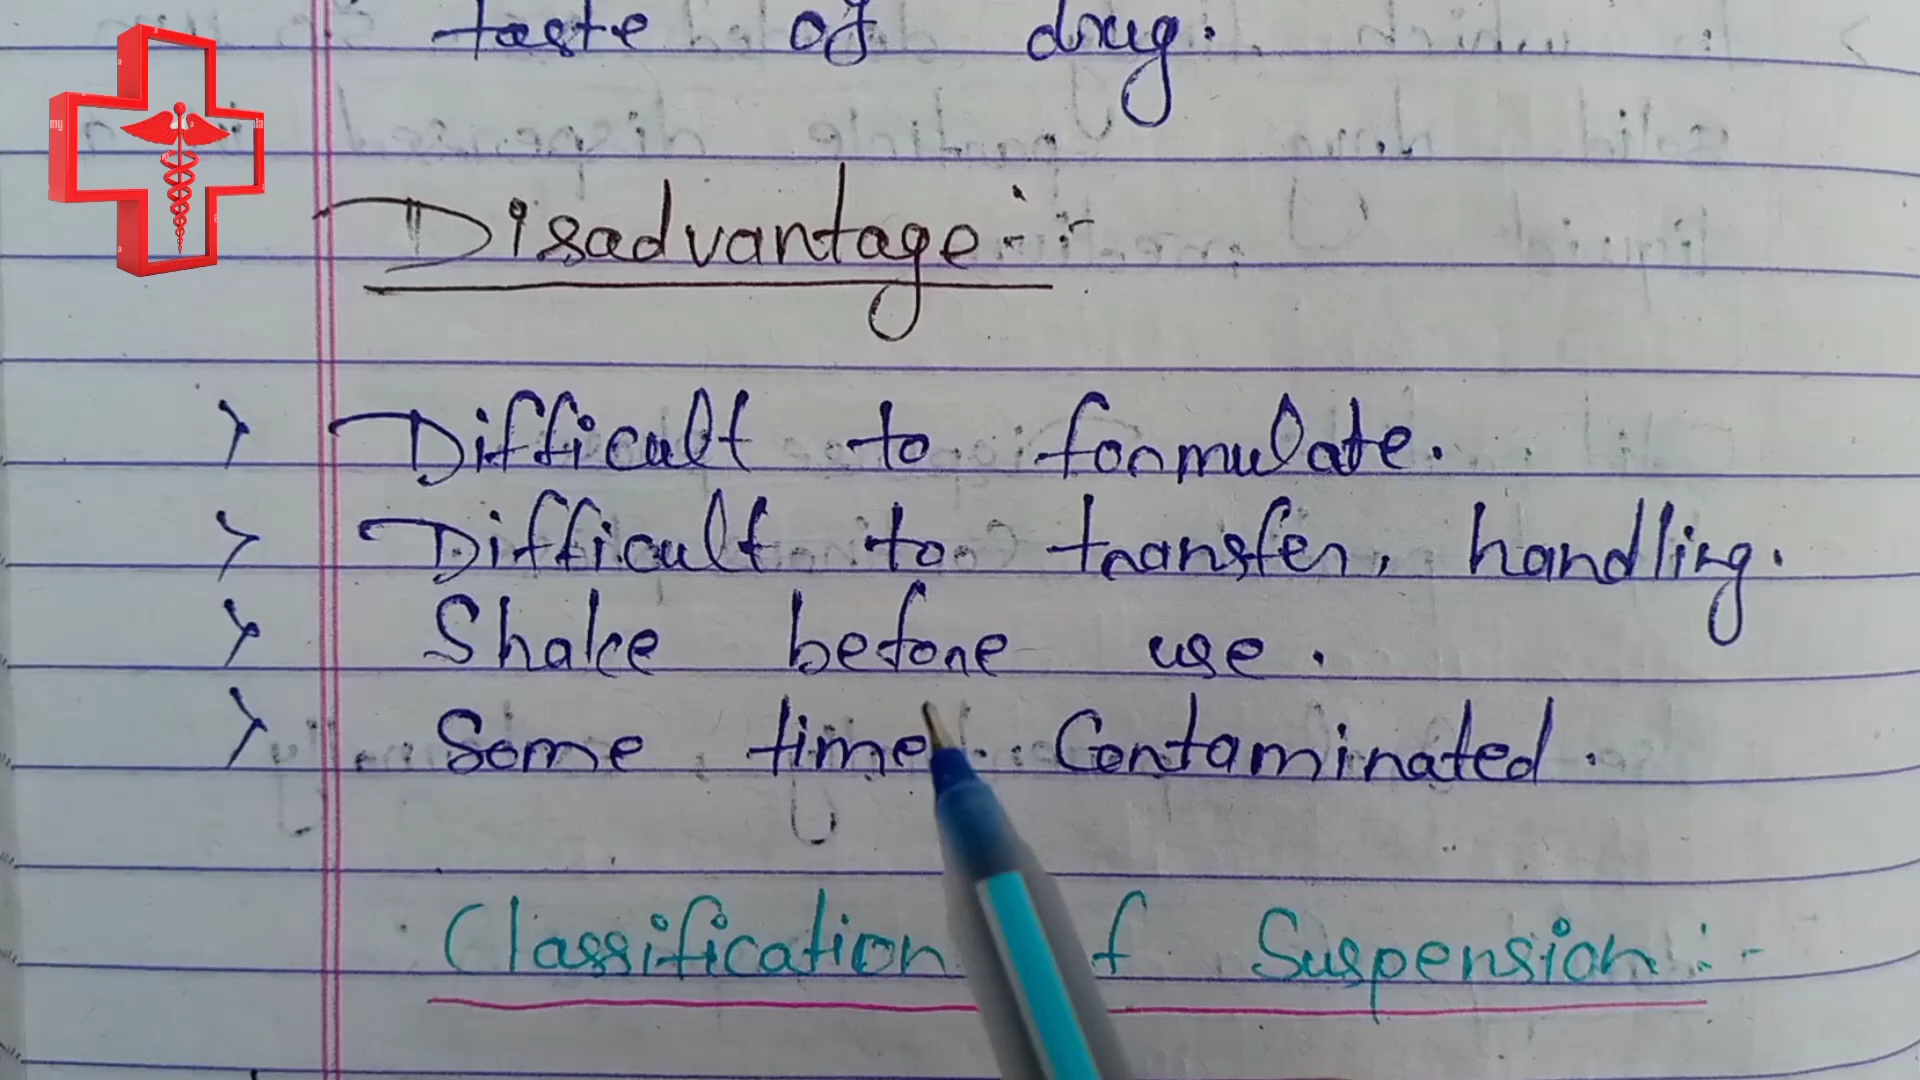 taste of drug.
Disadvantage :-
> Difficult to formulate.
> Difficult to transfer, handling.
> Shake before use.
> Some time. Contaminated.
Classification of Suspension :-